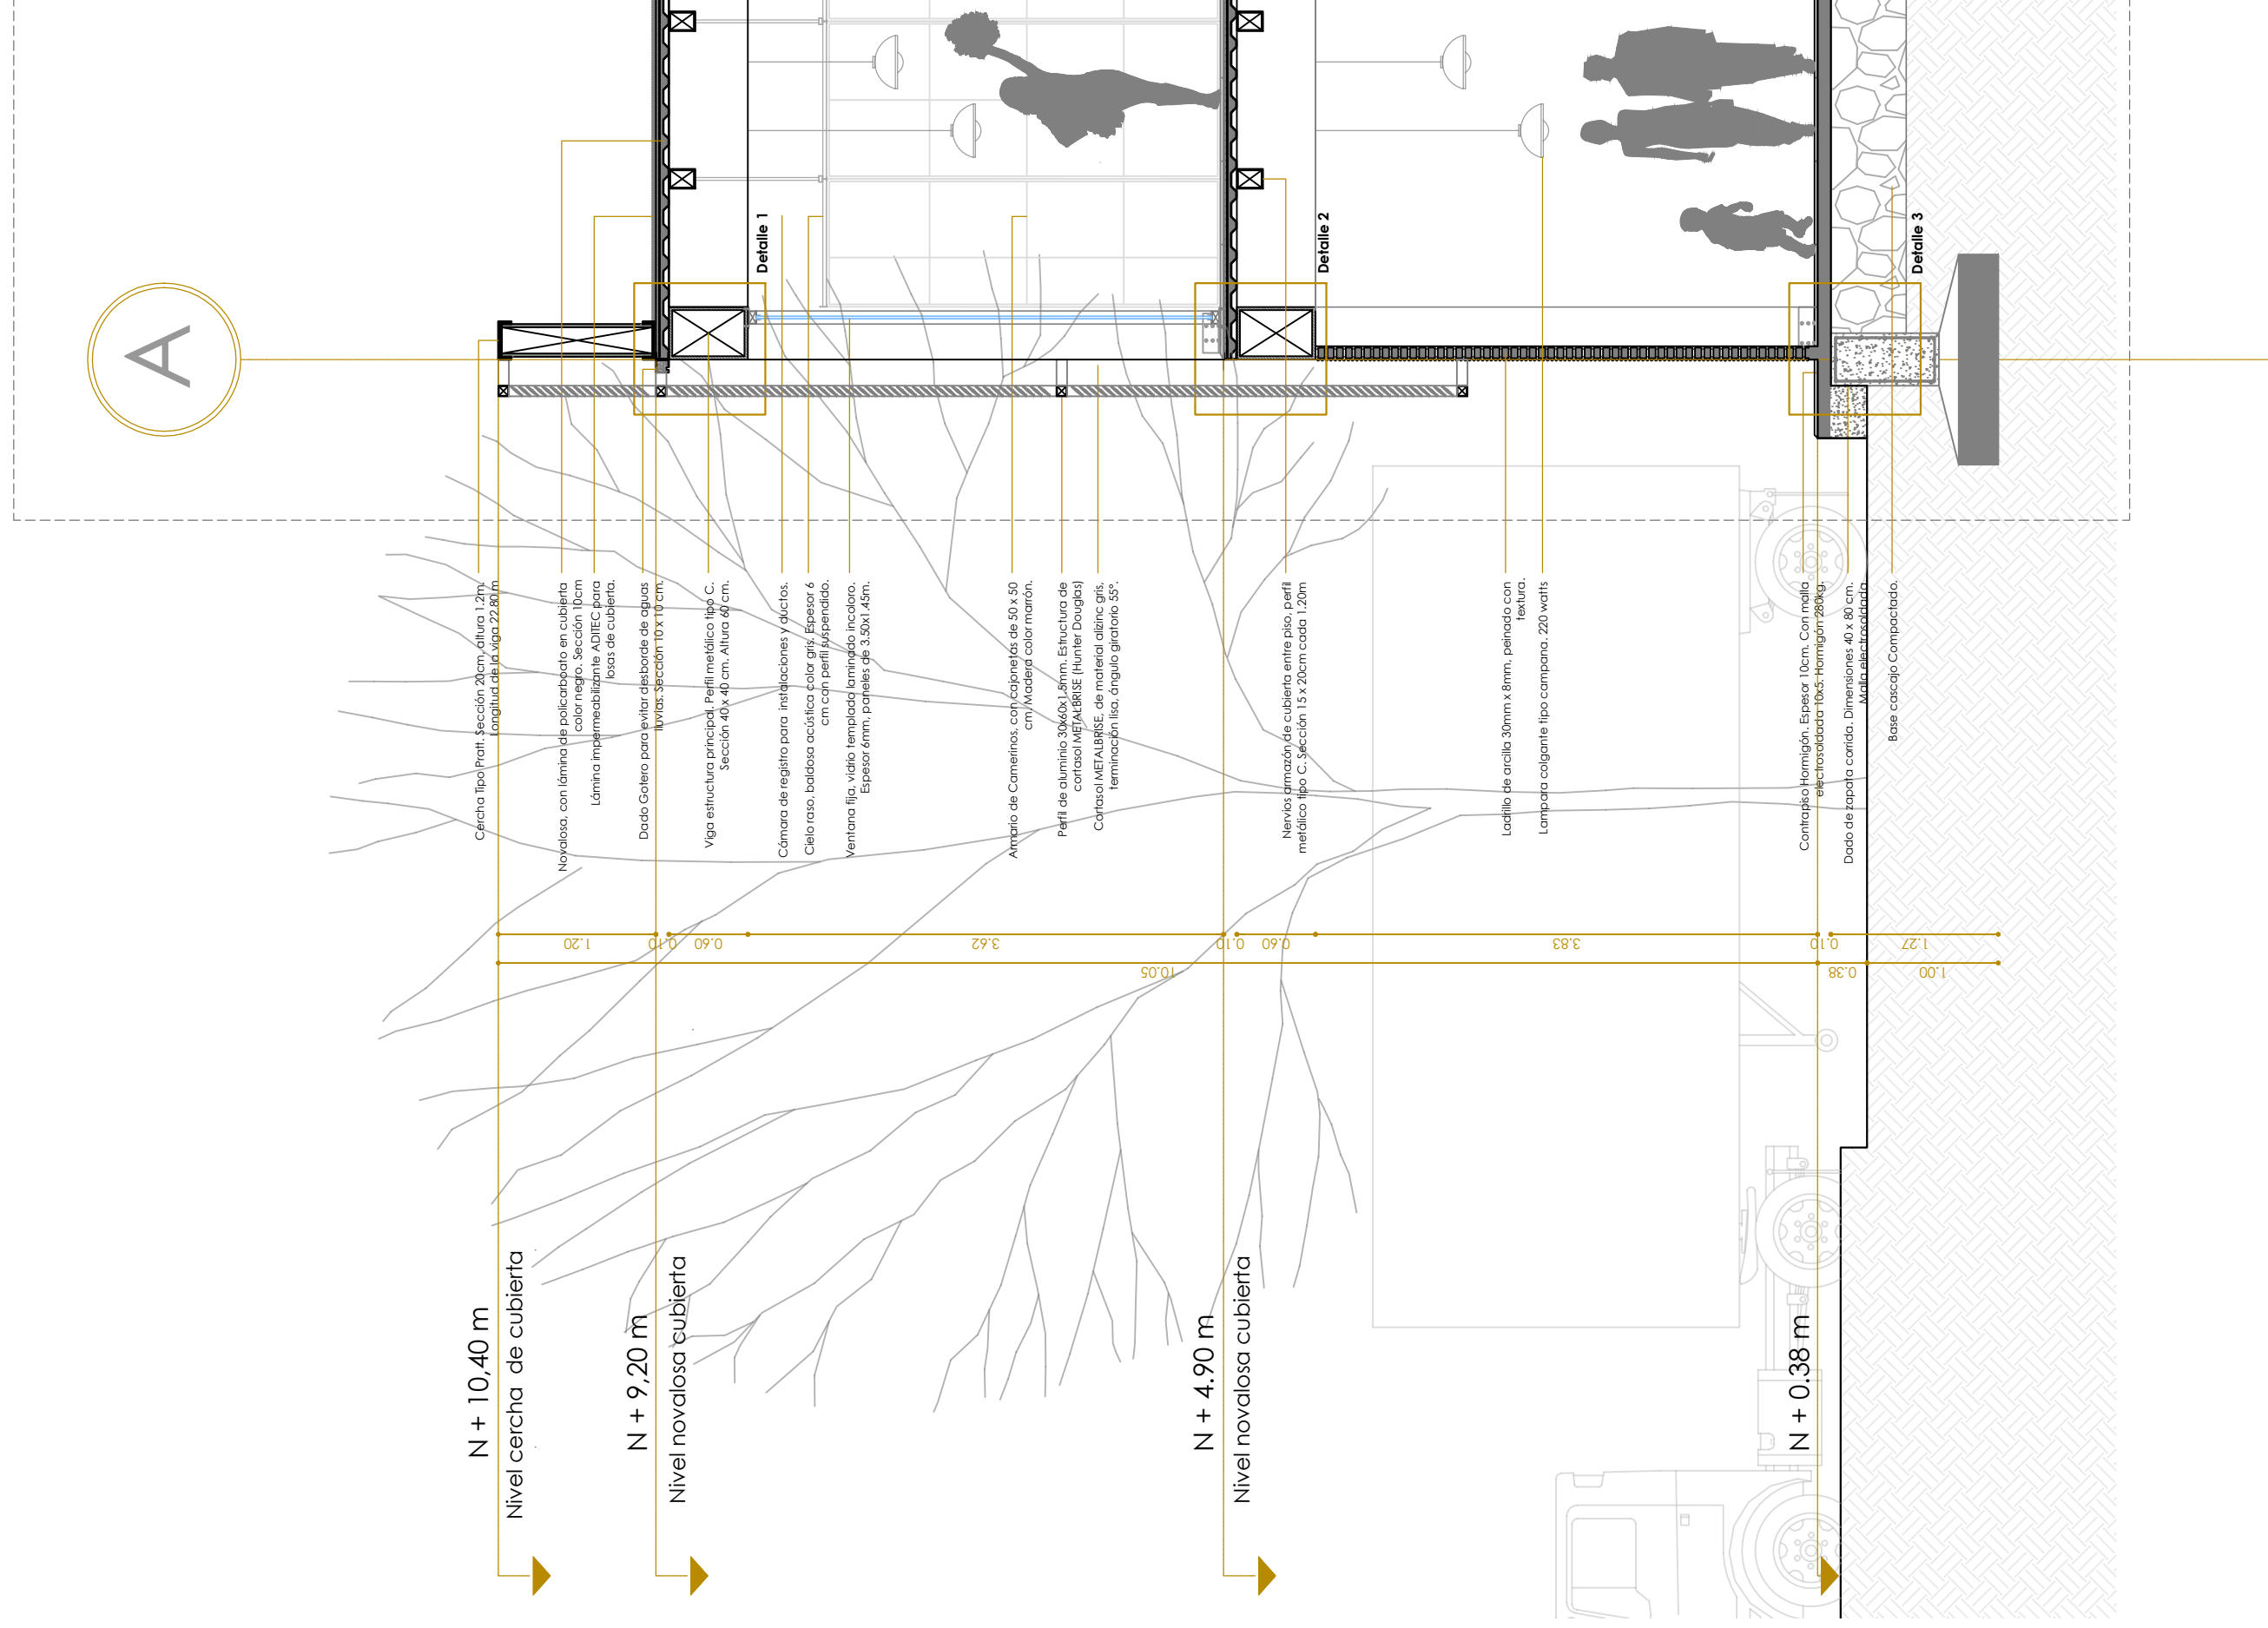 A
N + 10,40 m
Nivel cercha de cubierta
N + 9,20 m
Nivel novalosa cubierta
N + 4.90 m
Nivel novalosa cubierta
N + 0.38 m
Cercha Tipo Pratt. Sección 20cm, altura 1.2m.
Longitud de la viga 22.80 m
Novalosa, con lámina de policarbonato en cubierta
color negro. Sección 10cm
Lámina impermeabilizante ADITEC para
losas de cubierta.
Dado Gotero para evitar desborde de aguas
lluvias. Sección 10 x 10 cm.
Viga estructura principal. Perfil metálico tipo C.
Sección 40 x 40 cm. Altura 60 cm.
Cámara de registro para instalaciones y ductos.
Cielo raso, baldosa acústica color gris. Espesor 6
cm con perfil suspendido.
Ventana fija, vidrio templado laminado incoloro.
Espesor 6mm, paneles de 3.50x1.45m.
Armario de Camerinos, con cajonetas de 50 x 50
cm. Madera color marrón.
Perfil de aluminio 30x60x1.5mm. Estructura de
cortasol METALBRISE (Hunter Douglas)
Cortasol METALBRISE, de material alizinc gris,
terminación lisa, ángulo giratorio 55°.
Nervios armazón de cubierta entre piso, perfil
metálico tipo C. Sección 15 x 20cm cada 1.20m
Ladrillo de arcilla 30mm x 8mm, peinado con
textura.
Lampara colgante tipo campana. 220 watts
Contrapiso Hormigón. Espesor 10cm. Con malla
electrosoldada 10x5. Hormigón 280kg.
Dado de zapata corrida. Dimensiones 40 x 80 cm.
Malla electrosoldada.
Base cascajo Compactado.
Detalle 1
Detalle 2
Detalle 3
1.20
0.10
0.60
3.62
0.10
0.60
3.83
0.10
1.27
10.05
0.38
1.00